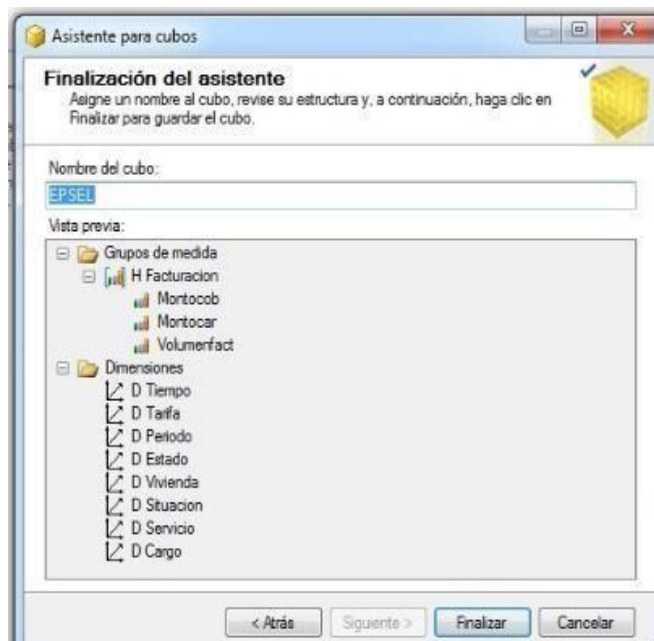 Asistente para cubos
Finalización del asistente
Asigne un nombre al cubo, revise su estructura y, a continuación, haga clic en
Finalizar para guardar el cubo.
Nombre del cubo:
EPSEL
Vista previa:
Grupos de medida
H Facturacion
Montocob
Montocar
Volumenfact
Dimensiones
D Tiempo
D Tarifa
D Periodo
D Estado
D Vivienda
D Situacion
D Servicio
D Cargo
< Atrás Siguiente > Finalizar Cancelar